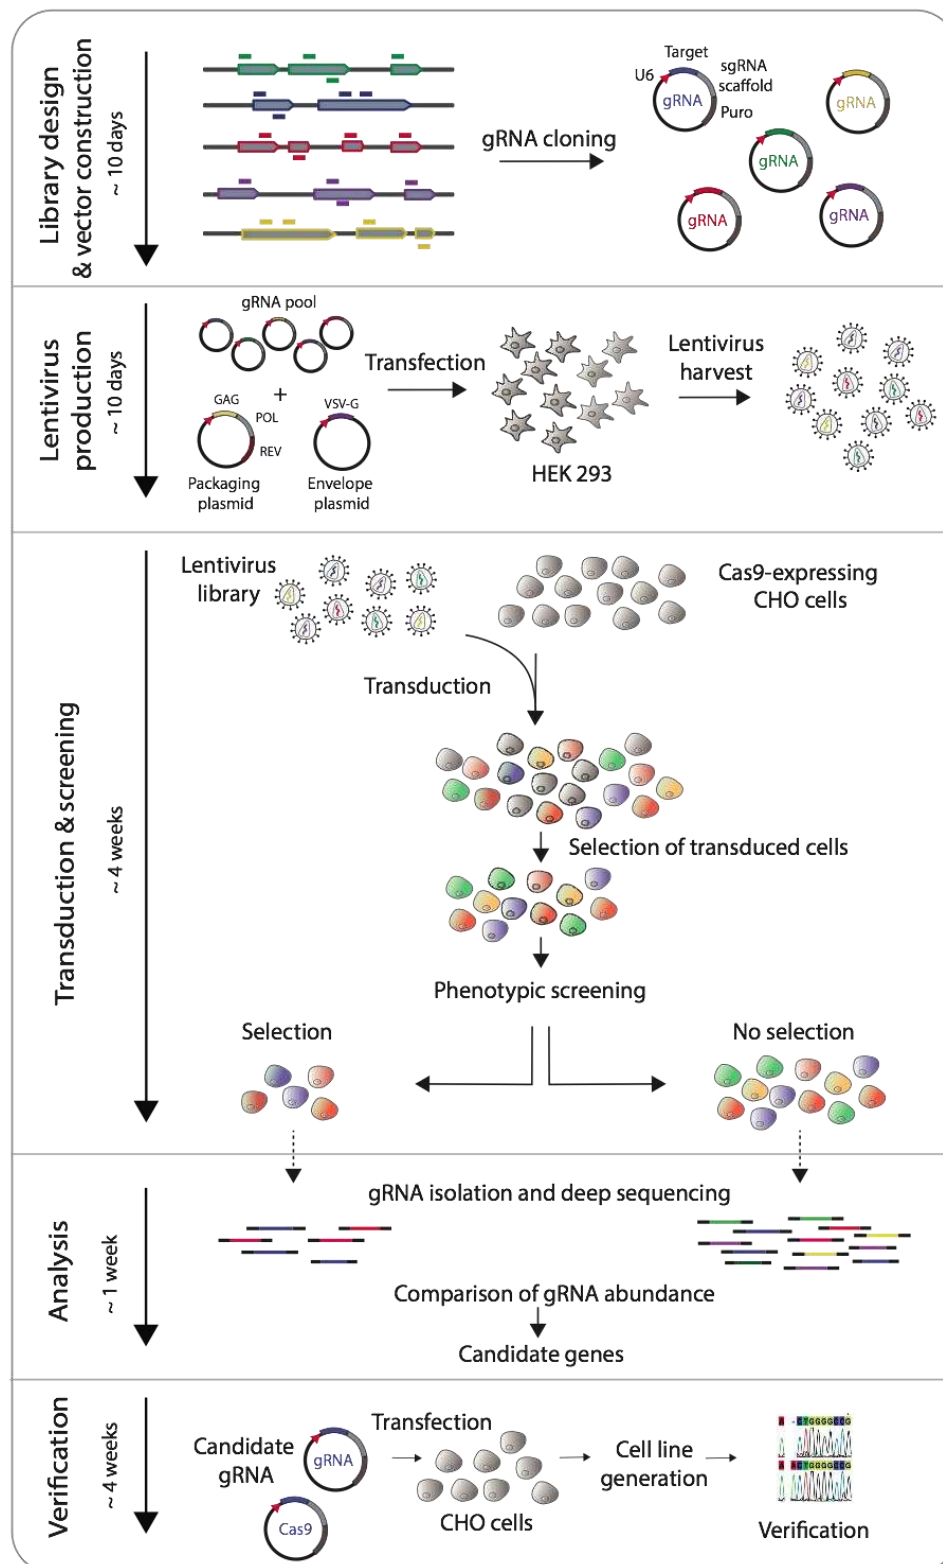 Library design
& vector construction
~ 10 days
gRNA cloning
Target
U6
sgRNA
scaffold
Puro
gRNA
gRNA
gRNA
gRNA
gRNA
Lentivirus
production
~ 10 days
gRNA pool
+
GAG
POL
REV
VSV-G
Packaging
plasmid
Envelope
plasmid
Transfection
HEK 293
Lentivirus
harvest
Transduction & screening
~ 4 weeks
Lentivirus
library
Cas9-expressing
CHO cells
Transduction
Selection of transduced cells
Phenotypic screening
Selection
No selection
Analysis
~ 1 week
gRNA isolation and deep sequencing
Comparison of gRNA abundance
Candidate genes
Verification
~ 4 weeks
Candidate
gRNA
gRNA
Cas9
Transfection
CHO cells
Cell line
generation
A - CTGGGGCCG
A ACTGGGGCCG
Verification